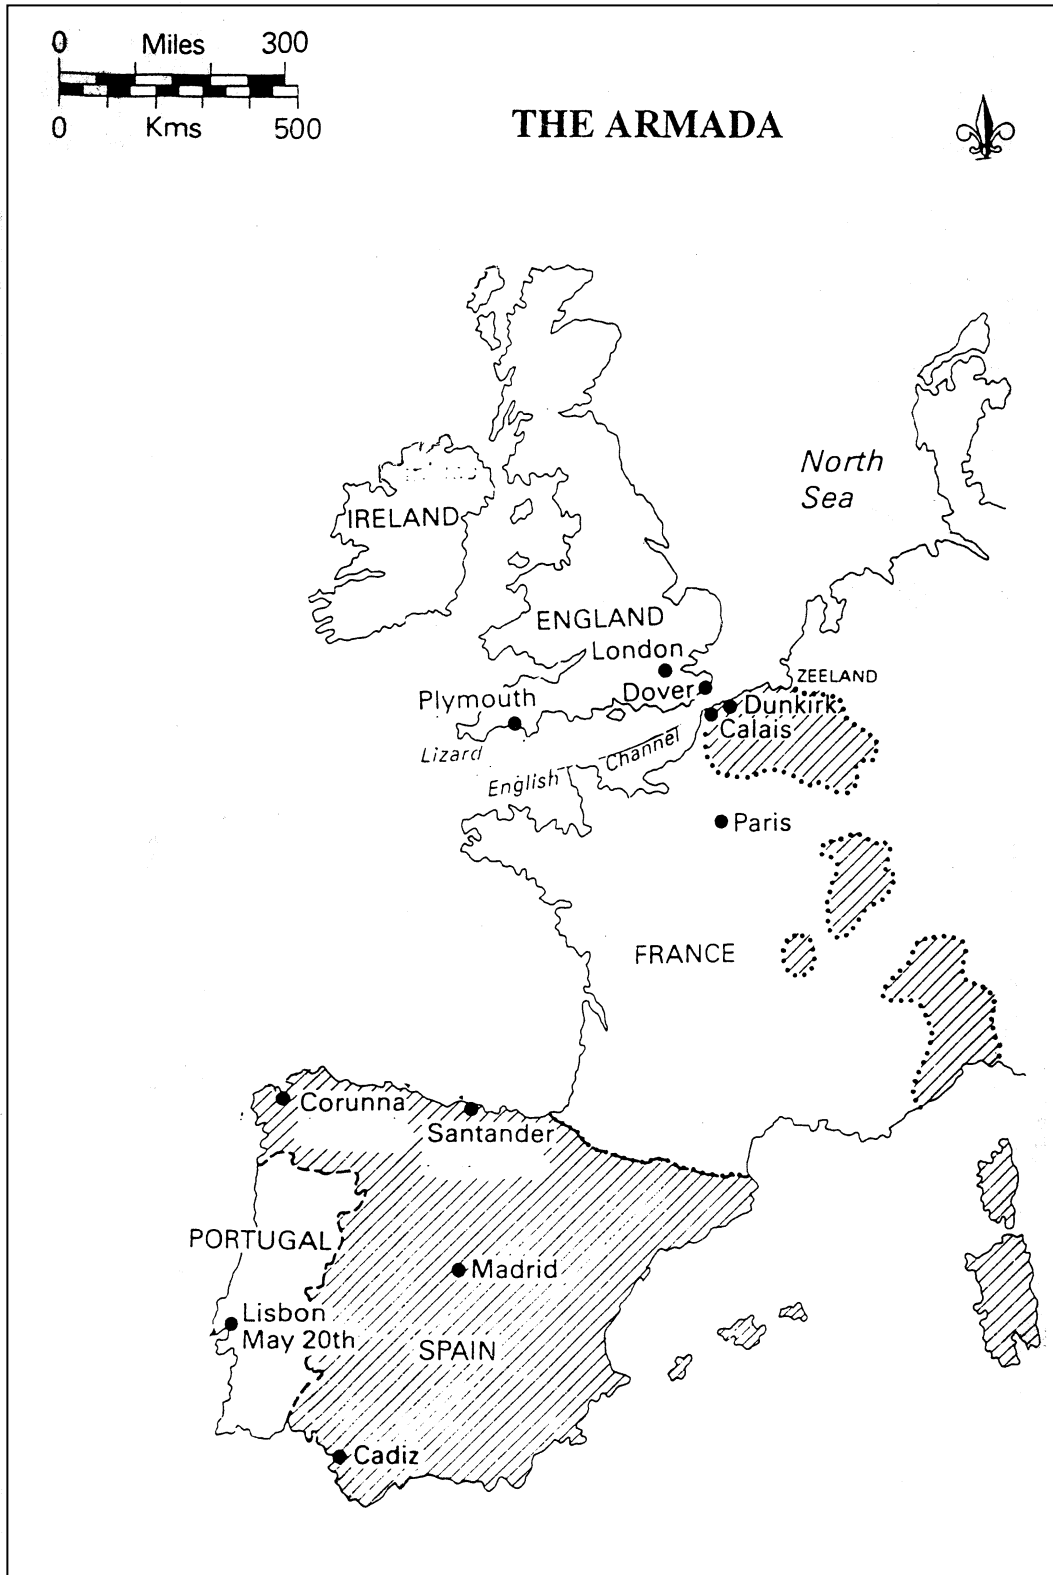 0 Miles 300
0 Kms 500
THE ARMADA
North
Sea
IRELAND
ENGLAND
London
ZEELAND
Plymouth
Dover
Dunkirk
Calais
Lizard
English Channel
Paris
FRANCE
Corunna
Santander
PORTUGAL
Madrid
Lisbon
May 20th
SPAIN
Cadiz